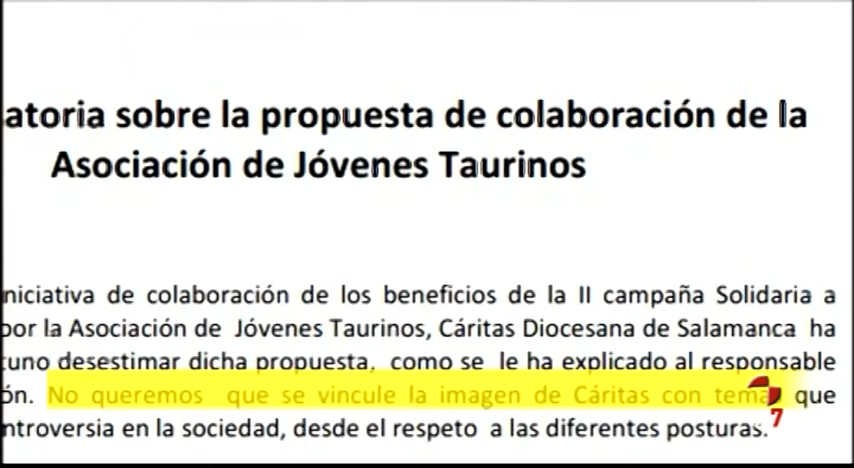 atoria sobre la propuesta de colaboración de la
Asociación de Jóvenes Taurinos
niciativa de colaboración de los beneficios de la II campaña Solidaria a
por la Asociación de Jóvenes Taurinos, Cáritas Diocesana de Salamanca ha
uno desestimar dicha propuesta, como se le ha explicado al responsable
ón. No queremos que se vincule la imagen de Cáritas con temas que
ntroversia en la sociedad, desde el respeto a las diferentes posturas.
7